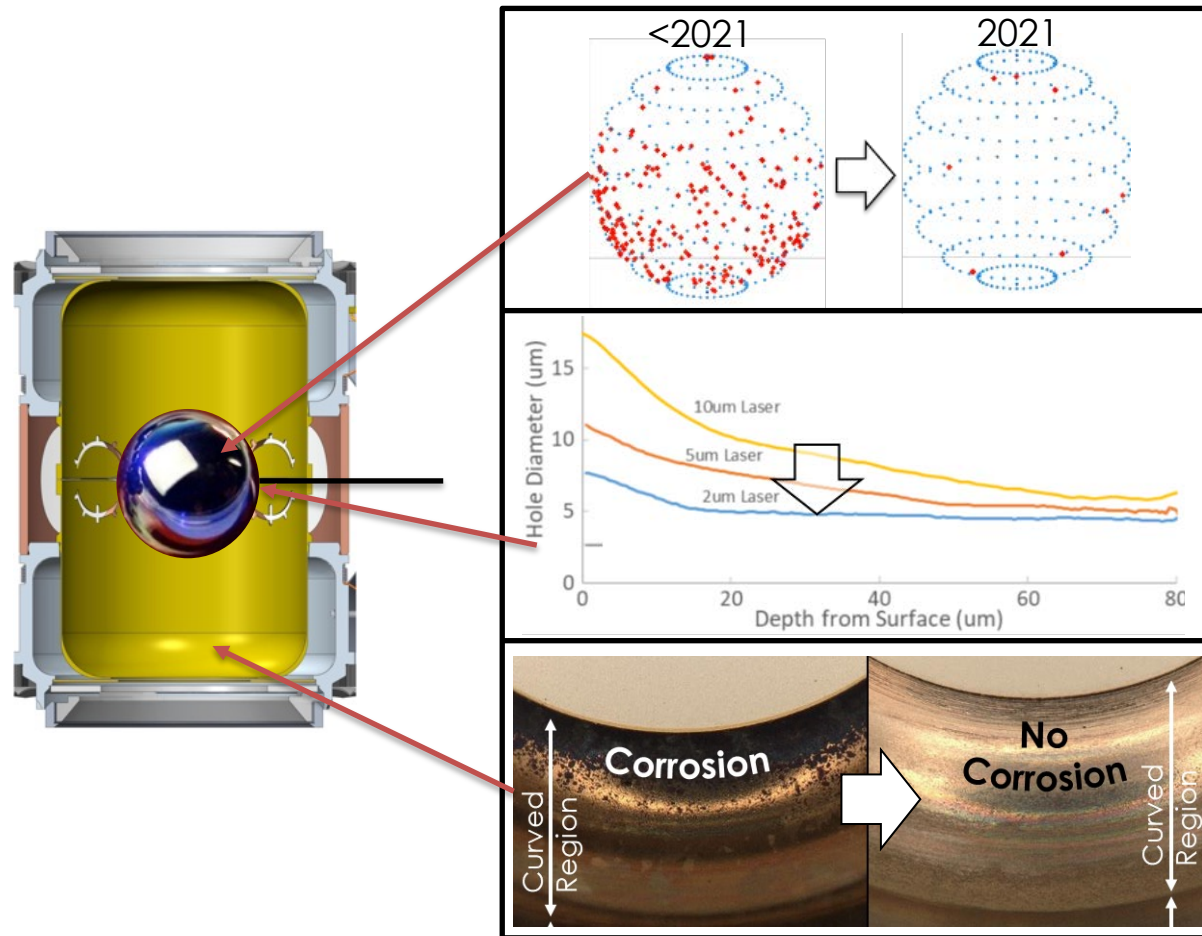 <2021
2021
Hole Diameter (um)
15
10
5
0
10um Laser
5um Laser
2um Laser
0
20
40
60
80
Depth from Surface (um)
Corrosion
Curved
Region
No
Corrosion
Curved
Region